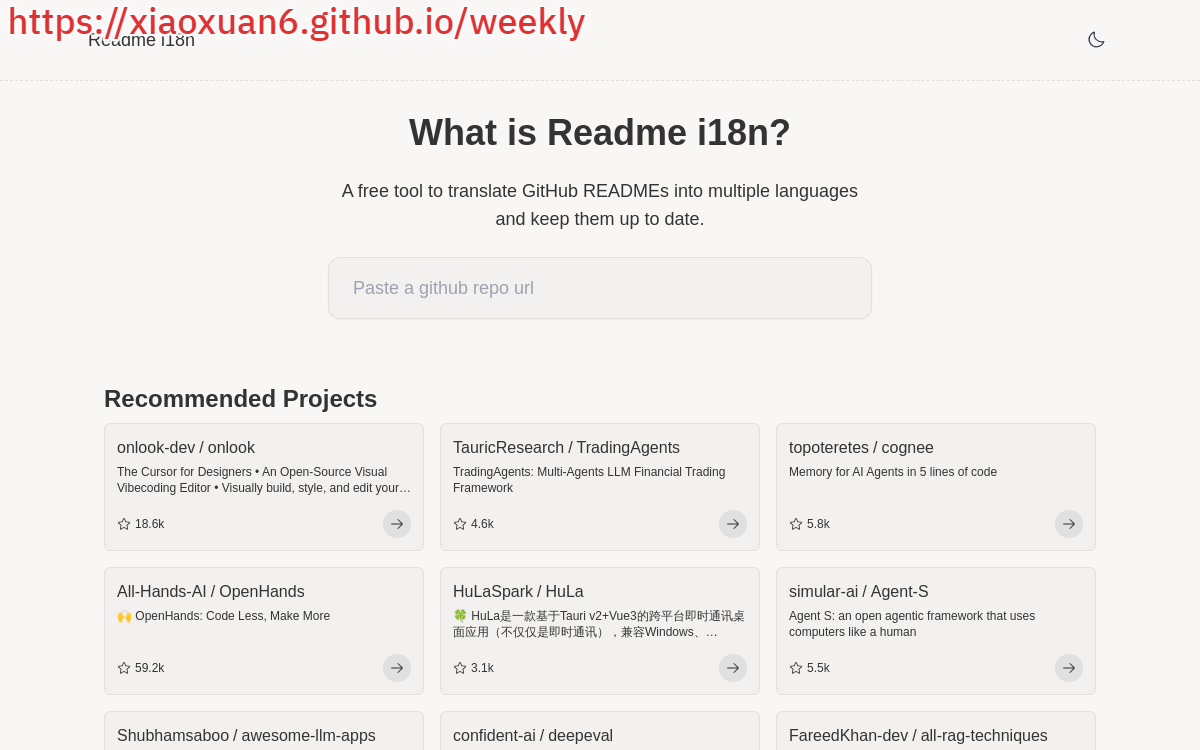 https://xiaoxuan6.github.io/weekly
Readme i18n
What is Readme i18n?
A free tool to translate GitHub READMEs into multiple languages
and keep them up to date.
Paste a github repo url
Recommended Projects
onlook-dev / onlook
The Cursor for Designers • An Open-Source Visual
Vibecoding Editor • Visually build, style, and edit your…
18.6k
TauricResearch / TradingAgents
TradingAgents: Multi-Agents LLM Financial Trading
Framework
4.6k
topoteretes / cognee
Memory for AI Agents in 5 lines of code
5.8k
All-Hands-AI / OpenHands
🙌 OpenHands: Code Less, Make More
59.2k
HuLaSpark / HuLa
🍀 HuLa是一款基于Tauri v2+Vue3的跨平台即时通讯桌
面应用（不仅仅是即时通讯），兼容Windows、…
3.1k
simular-ai / Agent-S
Agent S: an open agentic framework that uses
computers like a human
5.5k
Shubhamsaboo / awesome-llm-apps
confident-ai / deepeval
FareedKhan-dev / all-rag-techniques